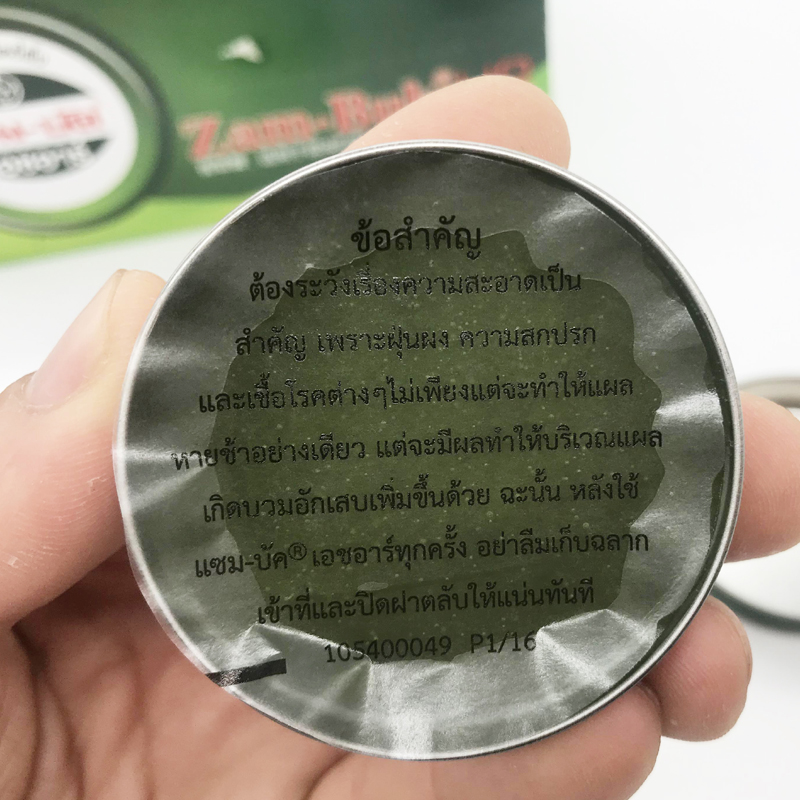 Zam-Buk
ข้อสำคัญ
ต้องระวังเรื่องความสะอาดเป็น
สำคัญ เพราะฝุ่นผง ความสกปรก
และเชื้อโรคต่างๆไม่เพียงแต่จะทำให้แผล
หายช้าอย่างเดียว แต่จะมีผลทำให้บริเวณแผล
เกิดบวมอักเสบเพิ่มขึ้นด้วย ฉะนั้น หลังใช้
แซม-บัค® เอชอาร์ทุกครั้ง อย่าลืมเก็บฉลาก
เข้าที่และปิดฝาตลับให้แน่นทันที
105400049 P1/16